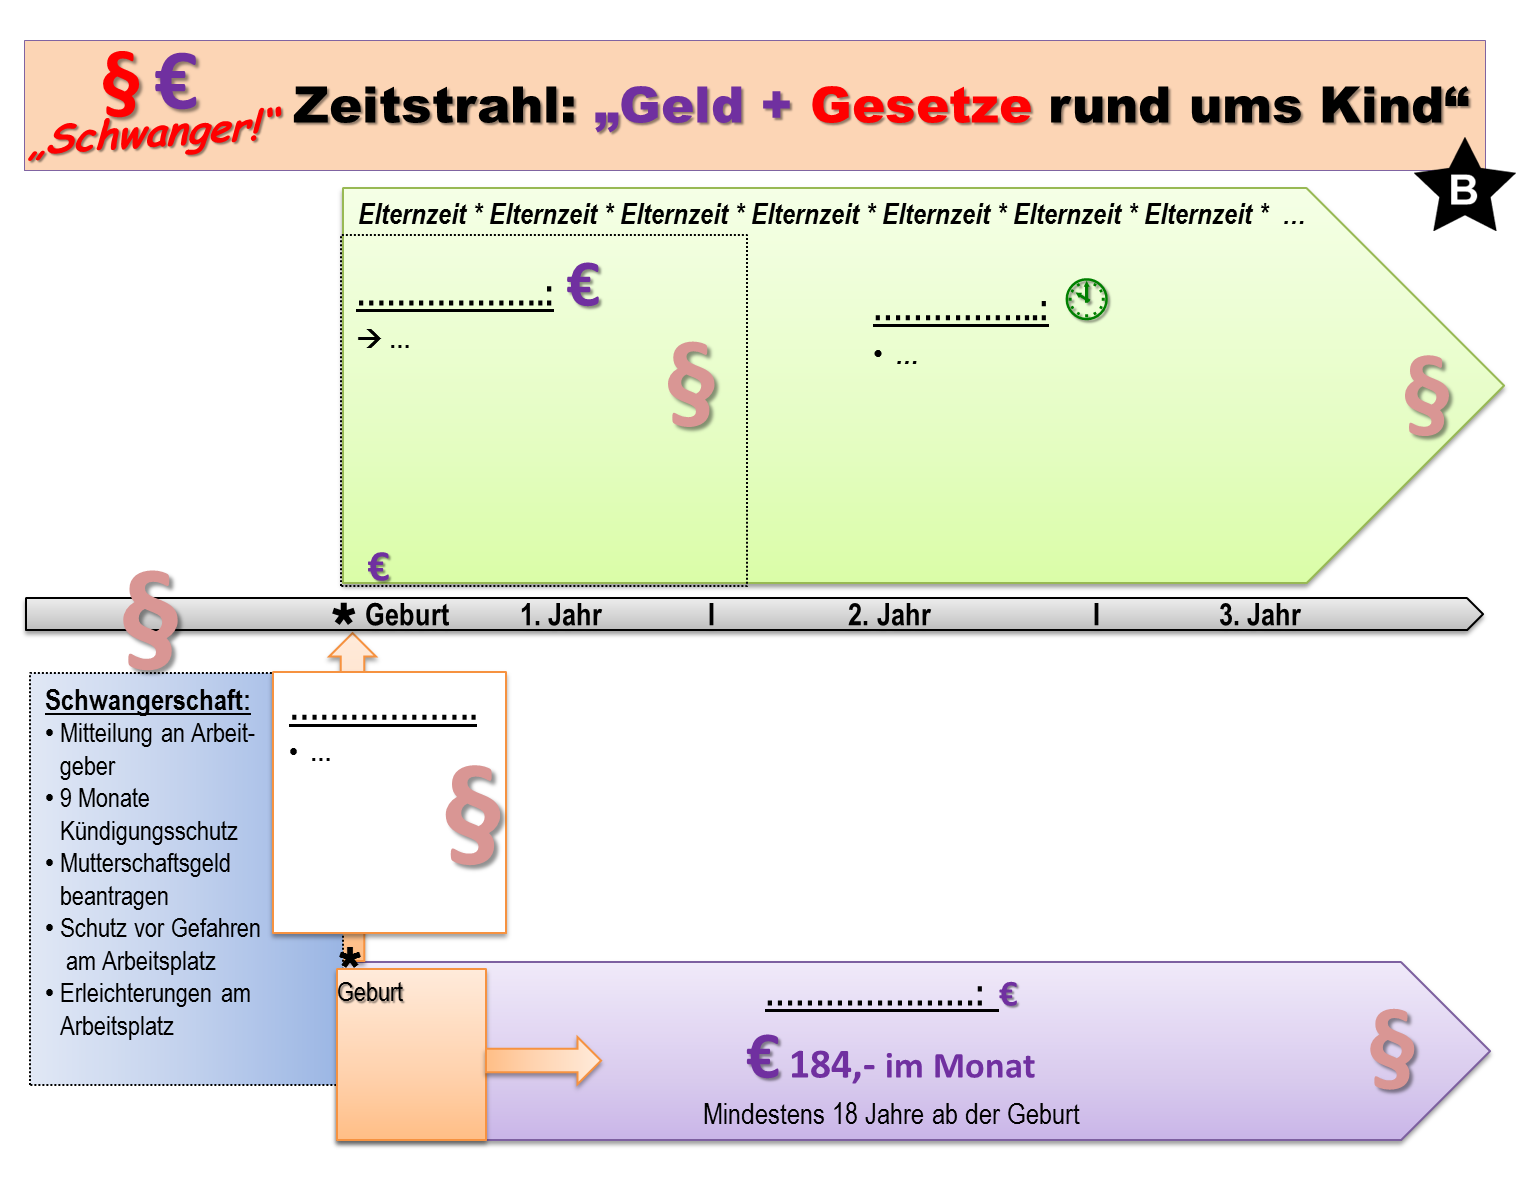 § €
„Schwanger!“
Zeitstrahl: „Geld + Gesetze rund ums Kind“
B
Elternzeit * Elternzeit * Elternzeit * Elternzeit * Elternzeit * Elternzeit * Elternzeit * …
…………………: €
→ …
§
………………..: 
• …
§
€
* Geburt 1. Jahr I 2. Jahr I 3. Jahr
§
Schwangerschaft:
• Mitteilung an Arbeit-
geber
• 9 Monate
Kündigungsschutz
• Mutterschaftsgeld
beantragen
• Schutz vor Gefahren
am Arbeitsplatz
• Erleichterungen am
Arbeitsplatz
………………..
• …
§
*
Geburt
…………………: €
€ 184,- im Monat
Mindestens 18 Jahre ab der Geburt
§